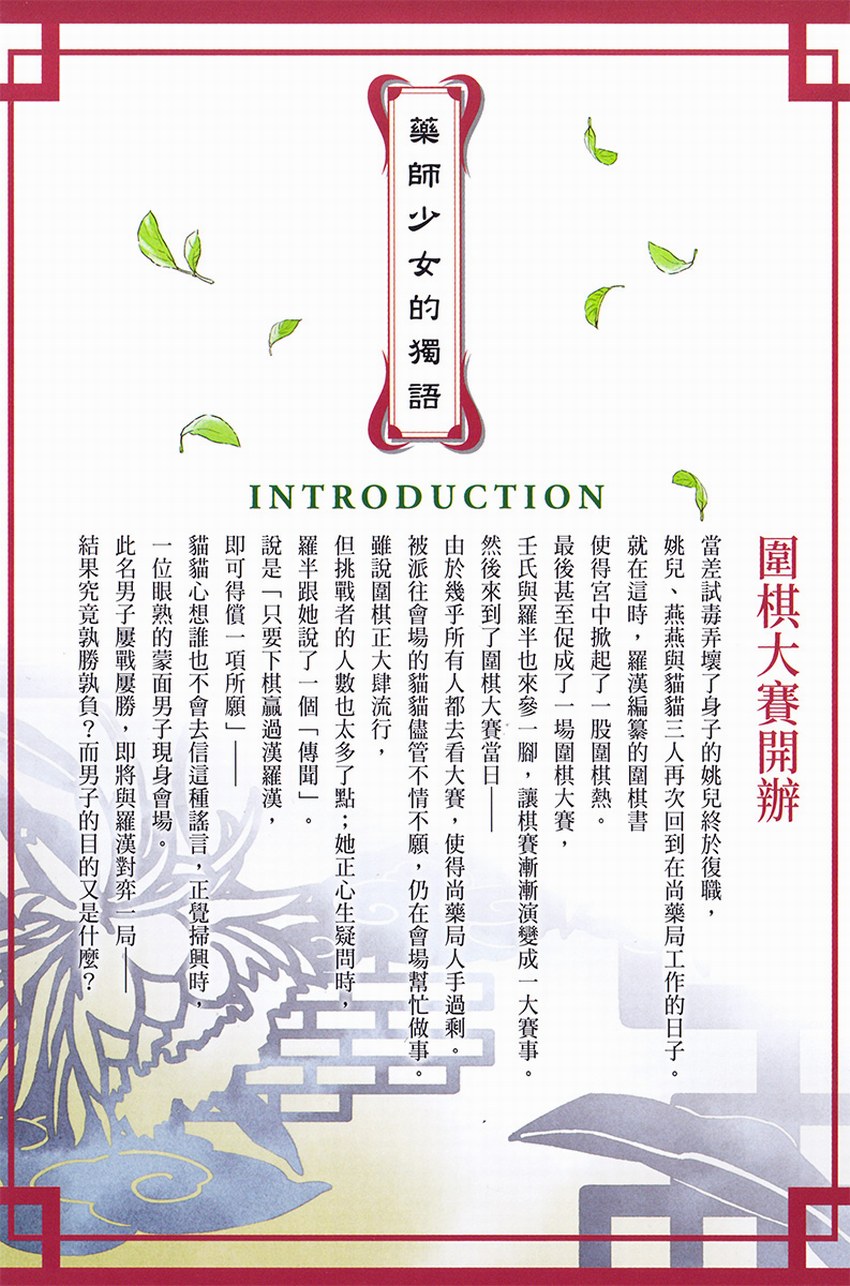 藥師少女的獨語
INTRODUCTION
圍棋大賽開辦
當差試毒弄壞了身子的姚兒終於復職，
姚兒、燕燕與貓貓三人再次回到在尚藥局工作的日子。
就在這時，羅漢編纂的圍棋書
使得宮中掀起了一股圍棋熱。
最後甚至促成了一場圍棋大賽，
壬氏與羅半也來參一腳，讓棋賽漸漸演變成一大賽事。
然後來到了圍棋大賽當日——
由於幾乎所有人都去看大賽，使得尚藥局人手過剩。
被派往會場的貓貓儘管不情不願，仍在會場幫忙做事。
雖說圍棋正大肆流行，
但挑戰者的人數也太多了點；她正心生疑問時，
羅半跟她說了一個「傳聞」。
說是「只要下棋贏過漢羅漢，
即可得償一項所願」——
貓貓心想誰也不會去信這種謠言，正覺掃興時，
一位眼熟的蒙面男子現身會場。
此名男子屢戰屢勝，即將與羅漢對弈一局——
結果究竟孰勝孰負？而男子的目的又是什麼？